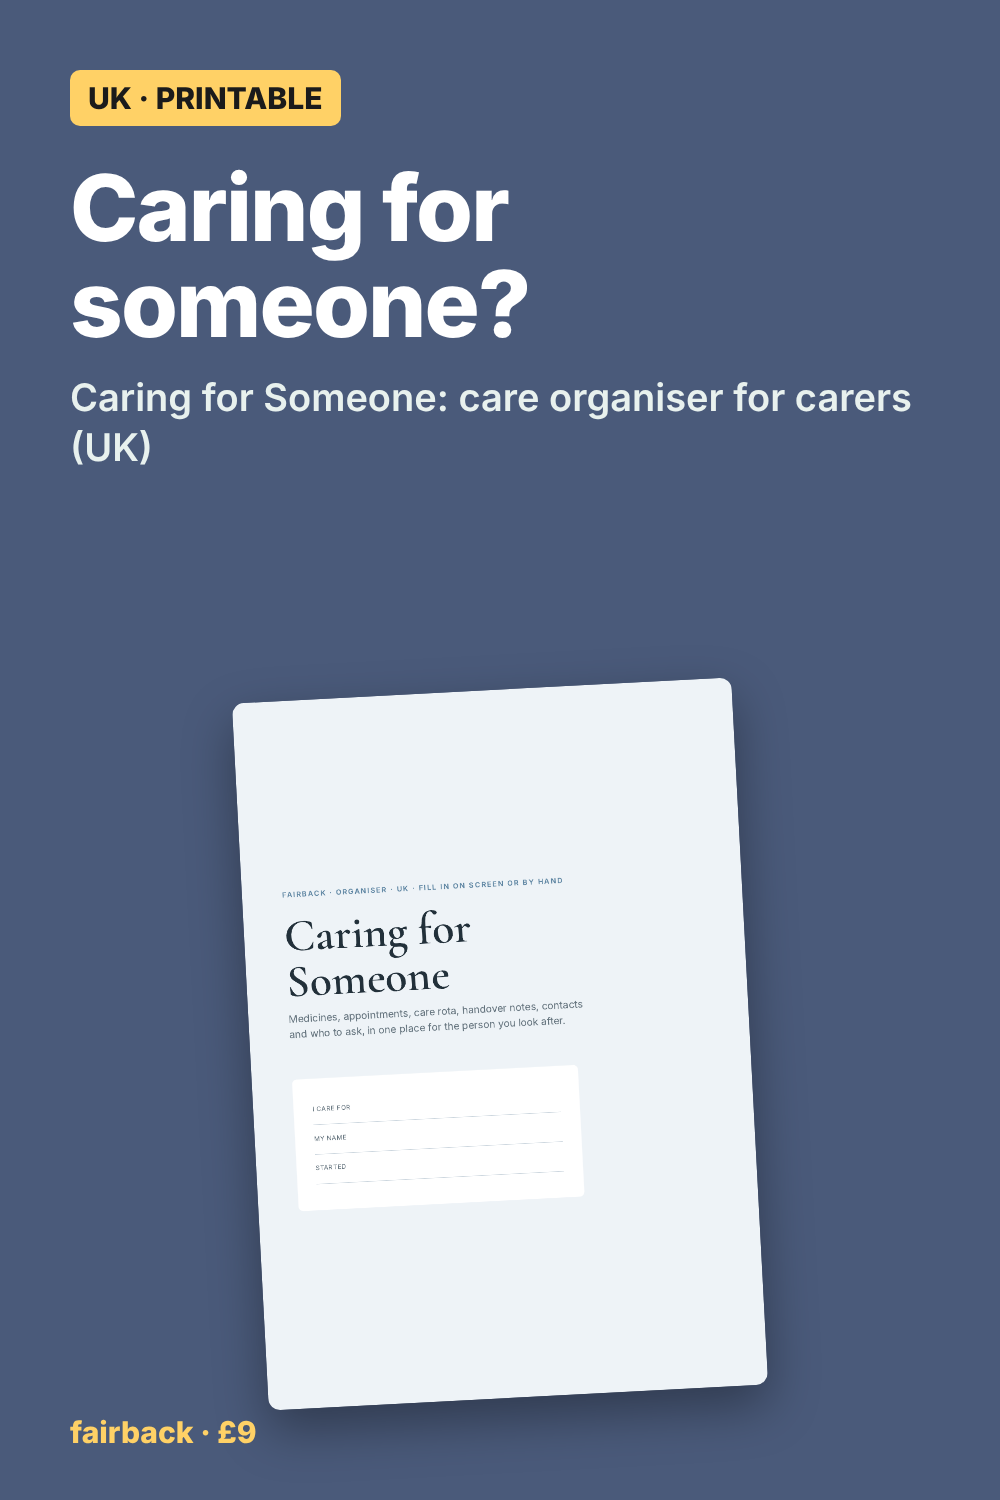 UK · PRINTABLE
Caring for
someone?
Caring for Someone: care organiser for carers
(UK)
FAIRBACK · ORGANISER · UK · FILL IN ON SCREEN OR BY HAND
Caring for
Someone
Medicines, appointments, care rota, handover notes, contacts
and who to ask, in one place for the person you look after.
I CARE FOR
MY NAME
STARTED
fairback · £9